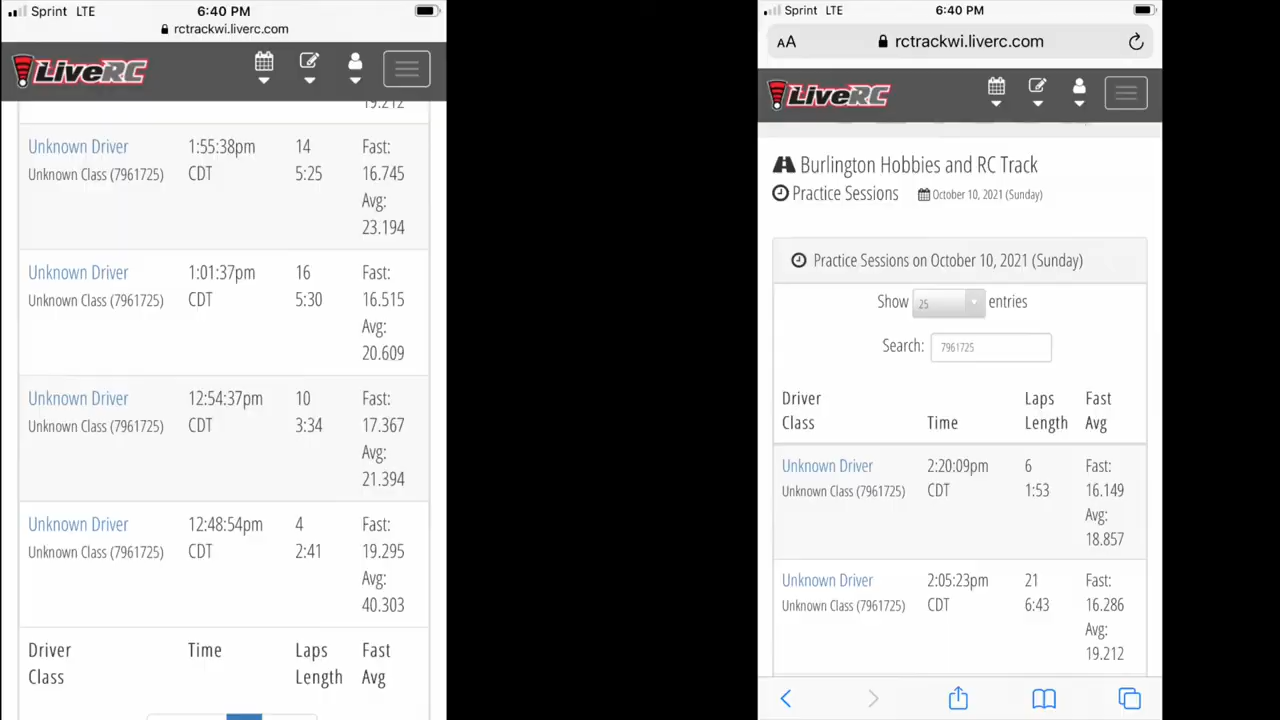 Sprint LTE 6:40 PM
rctrackwi.liverc.com
LiveRC
19.212
Unknown Driver 1:55:38pm 14 Fast:
Unknown Class (7961725) CDT 5:25 16.745
Avg:
23.194
Unknown Driver 1:01:37pm 16 Fast:
Unknown Class (7961725) CDT 5:30 16.515
Avg:
20.609
Unknown Driver 12:54:37pm 10 Fast:
Unknown Class (7961725) CDT 3:34 17.367
Avg:
21.394
Unknown Driver 12:48:54pm 4 Fast:
Unknown Class (7961725) CDT 2:41 19.295
Avg:
40.303
Driver Time Laps Fast
Class Length Avg
Sprint LTE 6:40 PM
AA rctrackwi.liverc.com
LiveRC
Burlington Hobbies and RC Track
Practice Sessions October 10, 2021 (Sunday)
Practice Sessions on October 10, 2021 (Sunday)
Show 25 entries
Search: 7961725
Driver Laps Fast
Class Time Length Avg
Unknown Driver 2:20:09pm 6 Fast:
Unknown Class (7961725) CDT 1:53 16.149
Avg:
18.857
Unknown Driver 2:05:23pm 21 Fast:
Unknown Class (7961725) CDT 6:43 16.286
Avg:
19.212